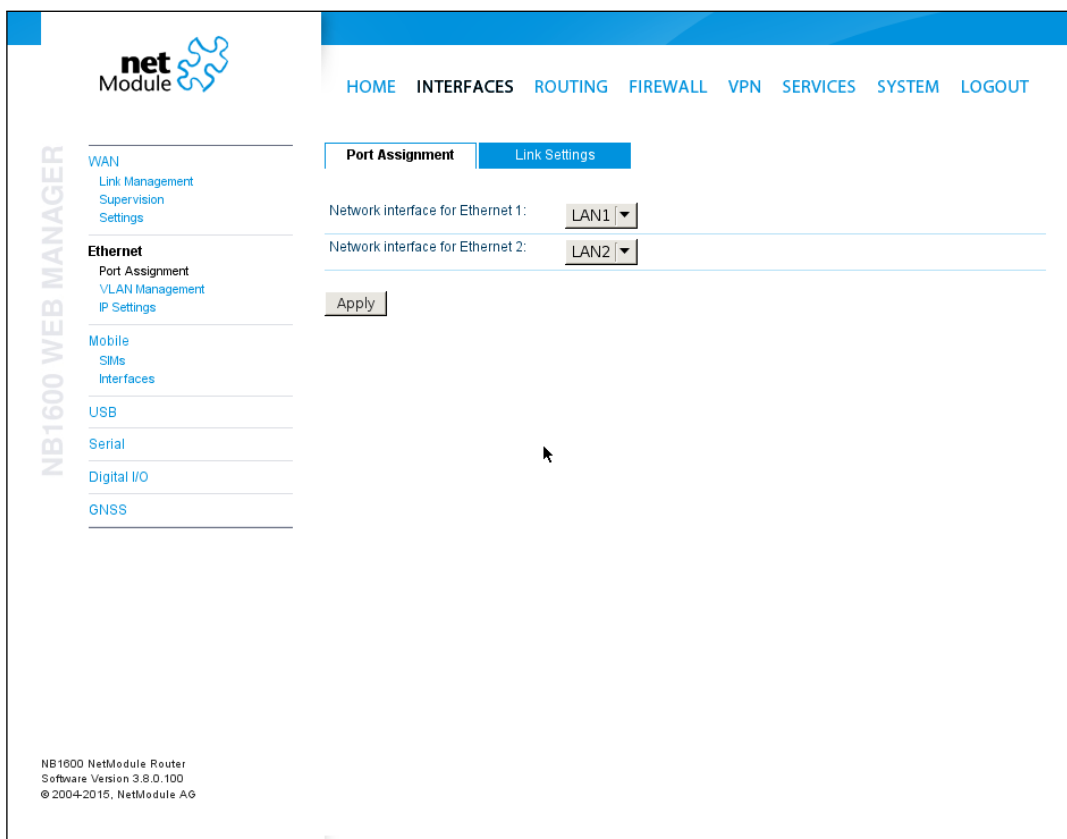 net
Module
HOME INTERFACES ROUTING FIREWALL VPN SERVICES SYSTEM LOGOUT
NB1600 WEB MANAGER
WAN
Link Management
Supervision
Settings
Ethernet
Port Assignment
VLAN Management
IP Settings
Mobile
SIMs
Interfaces
USB
Serial
Digital I/O
GNSS
Port Assignment Link Settings
Network interface for Ethernet 1: LAN1
Network interface for Ethernet 2: LAN2
Apply
NB1600 NetModule Router
Software Version 3.8.0.100
© 2004-2015, NetModule AG